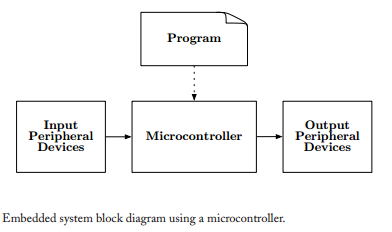 Program
Input
Peripheral
Devices
Microcontroller
Output
Peripheral
Devices
Embedded system block diagram using a microcontroller.